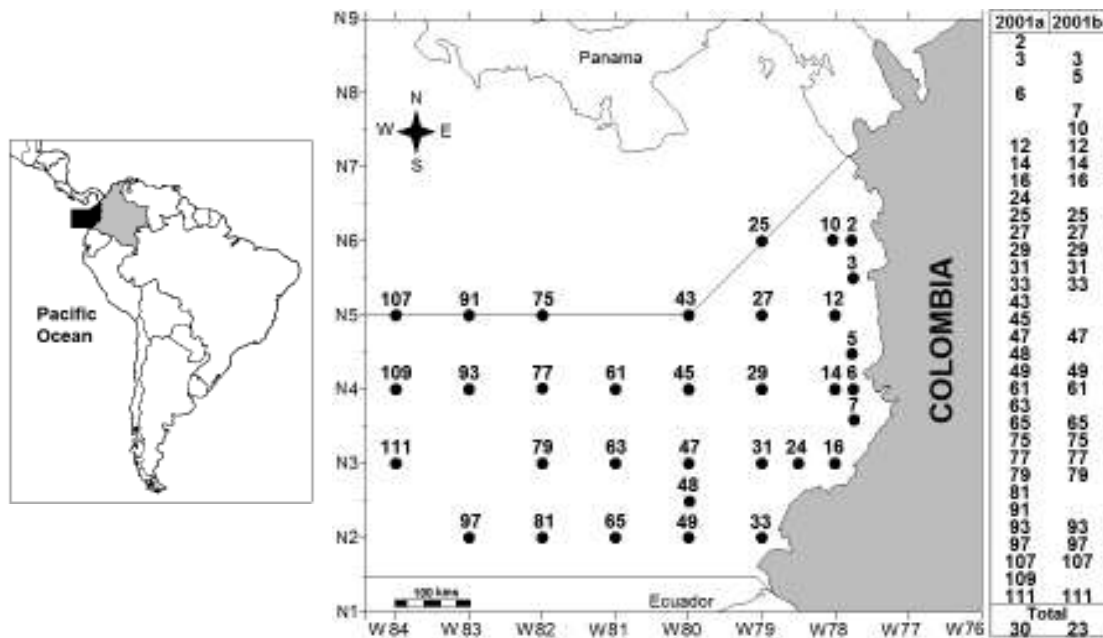 Pacific
Ocean
N9
N8
N7
N6
N5
N4
N3
N2
N1
Panama
N
W E
S
25 10 2
3
107 91 75 43 27 12
5
109 93 77 61 45 29 14 6
7
111 79 63 47 31 24 16
48
97 81 65 49 33
100 kms
Ecuador
COLOMBIA
W84 W83 W82 W81 W80 W79 W78 W77 W76
2001a 2001b
2
3 3
5
6
7
10
12 12
14 14
16 16
24
25 25
27 27
29 29
31 31
33 33
43
45
47 47
48
49 49
61 61
63
65 65
75 75
77 77
79 79
81
91
93 93
97 97
107 107
109
111 111
Total
30 23